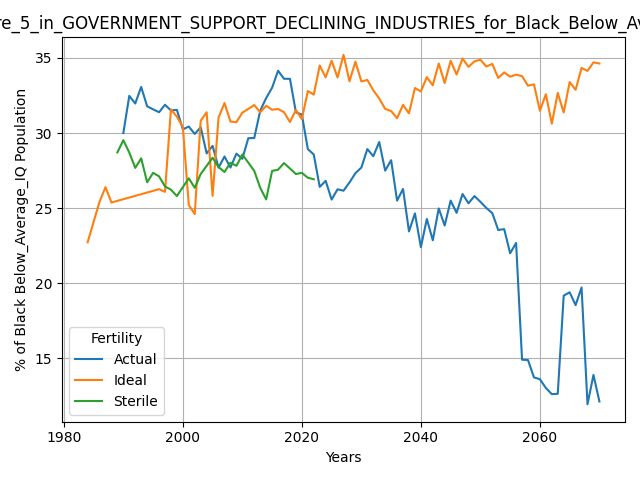 re_5_in_GOVERNMENT_SUPPORT_DECLINING_INDUSTRIES_for_Black_Below_Av
% of Black Below_Average_IQ Population
35
30
25
20
15
Fertility
Actual
Ideal
Sterile
1980 2000 2020 2040 2060
Years